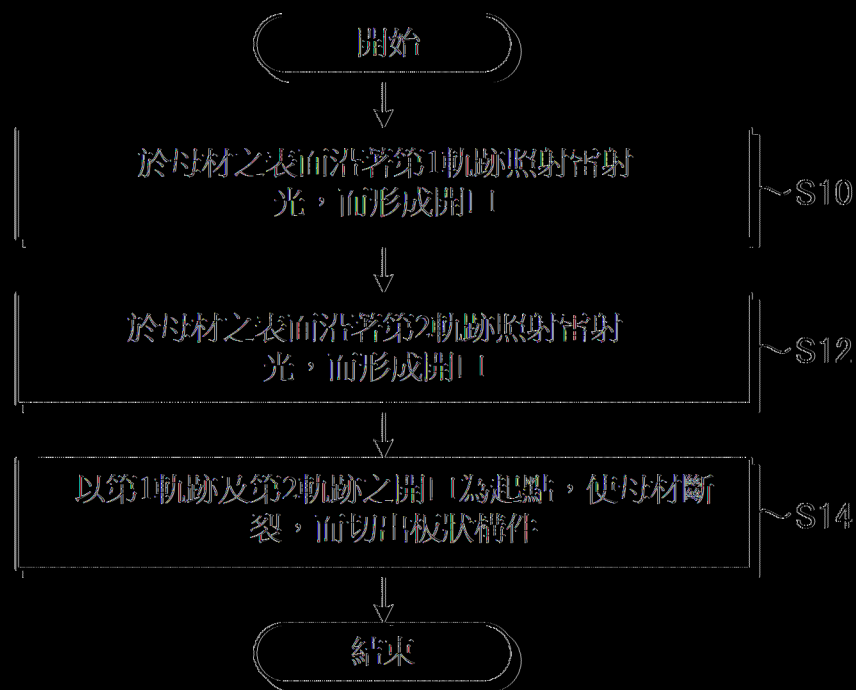 開始
於母材之表面沿著第1軌跡照射雷射
光，而形成開口
S10
於母材之表面沿著第2軌跡照射雷射
光，而形成開口
S12
以第1軌跡及第2軌跡之開口為起點，使母材斷
裂，而切出板狀構件
S14
結束